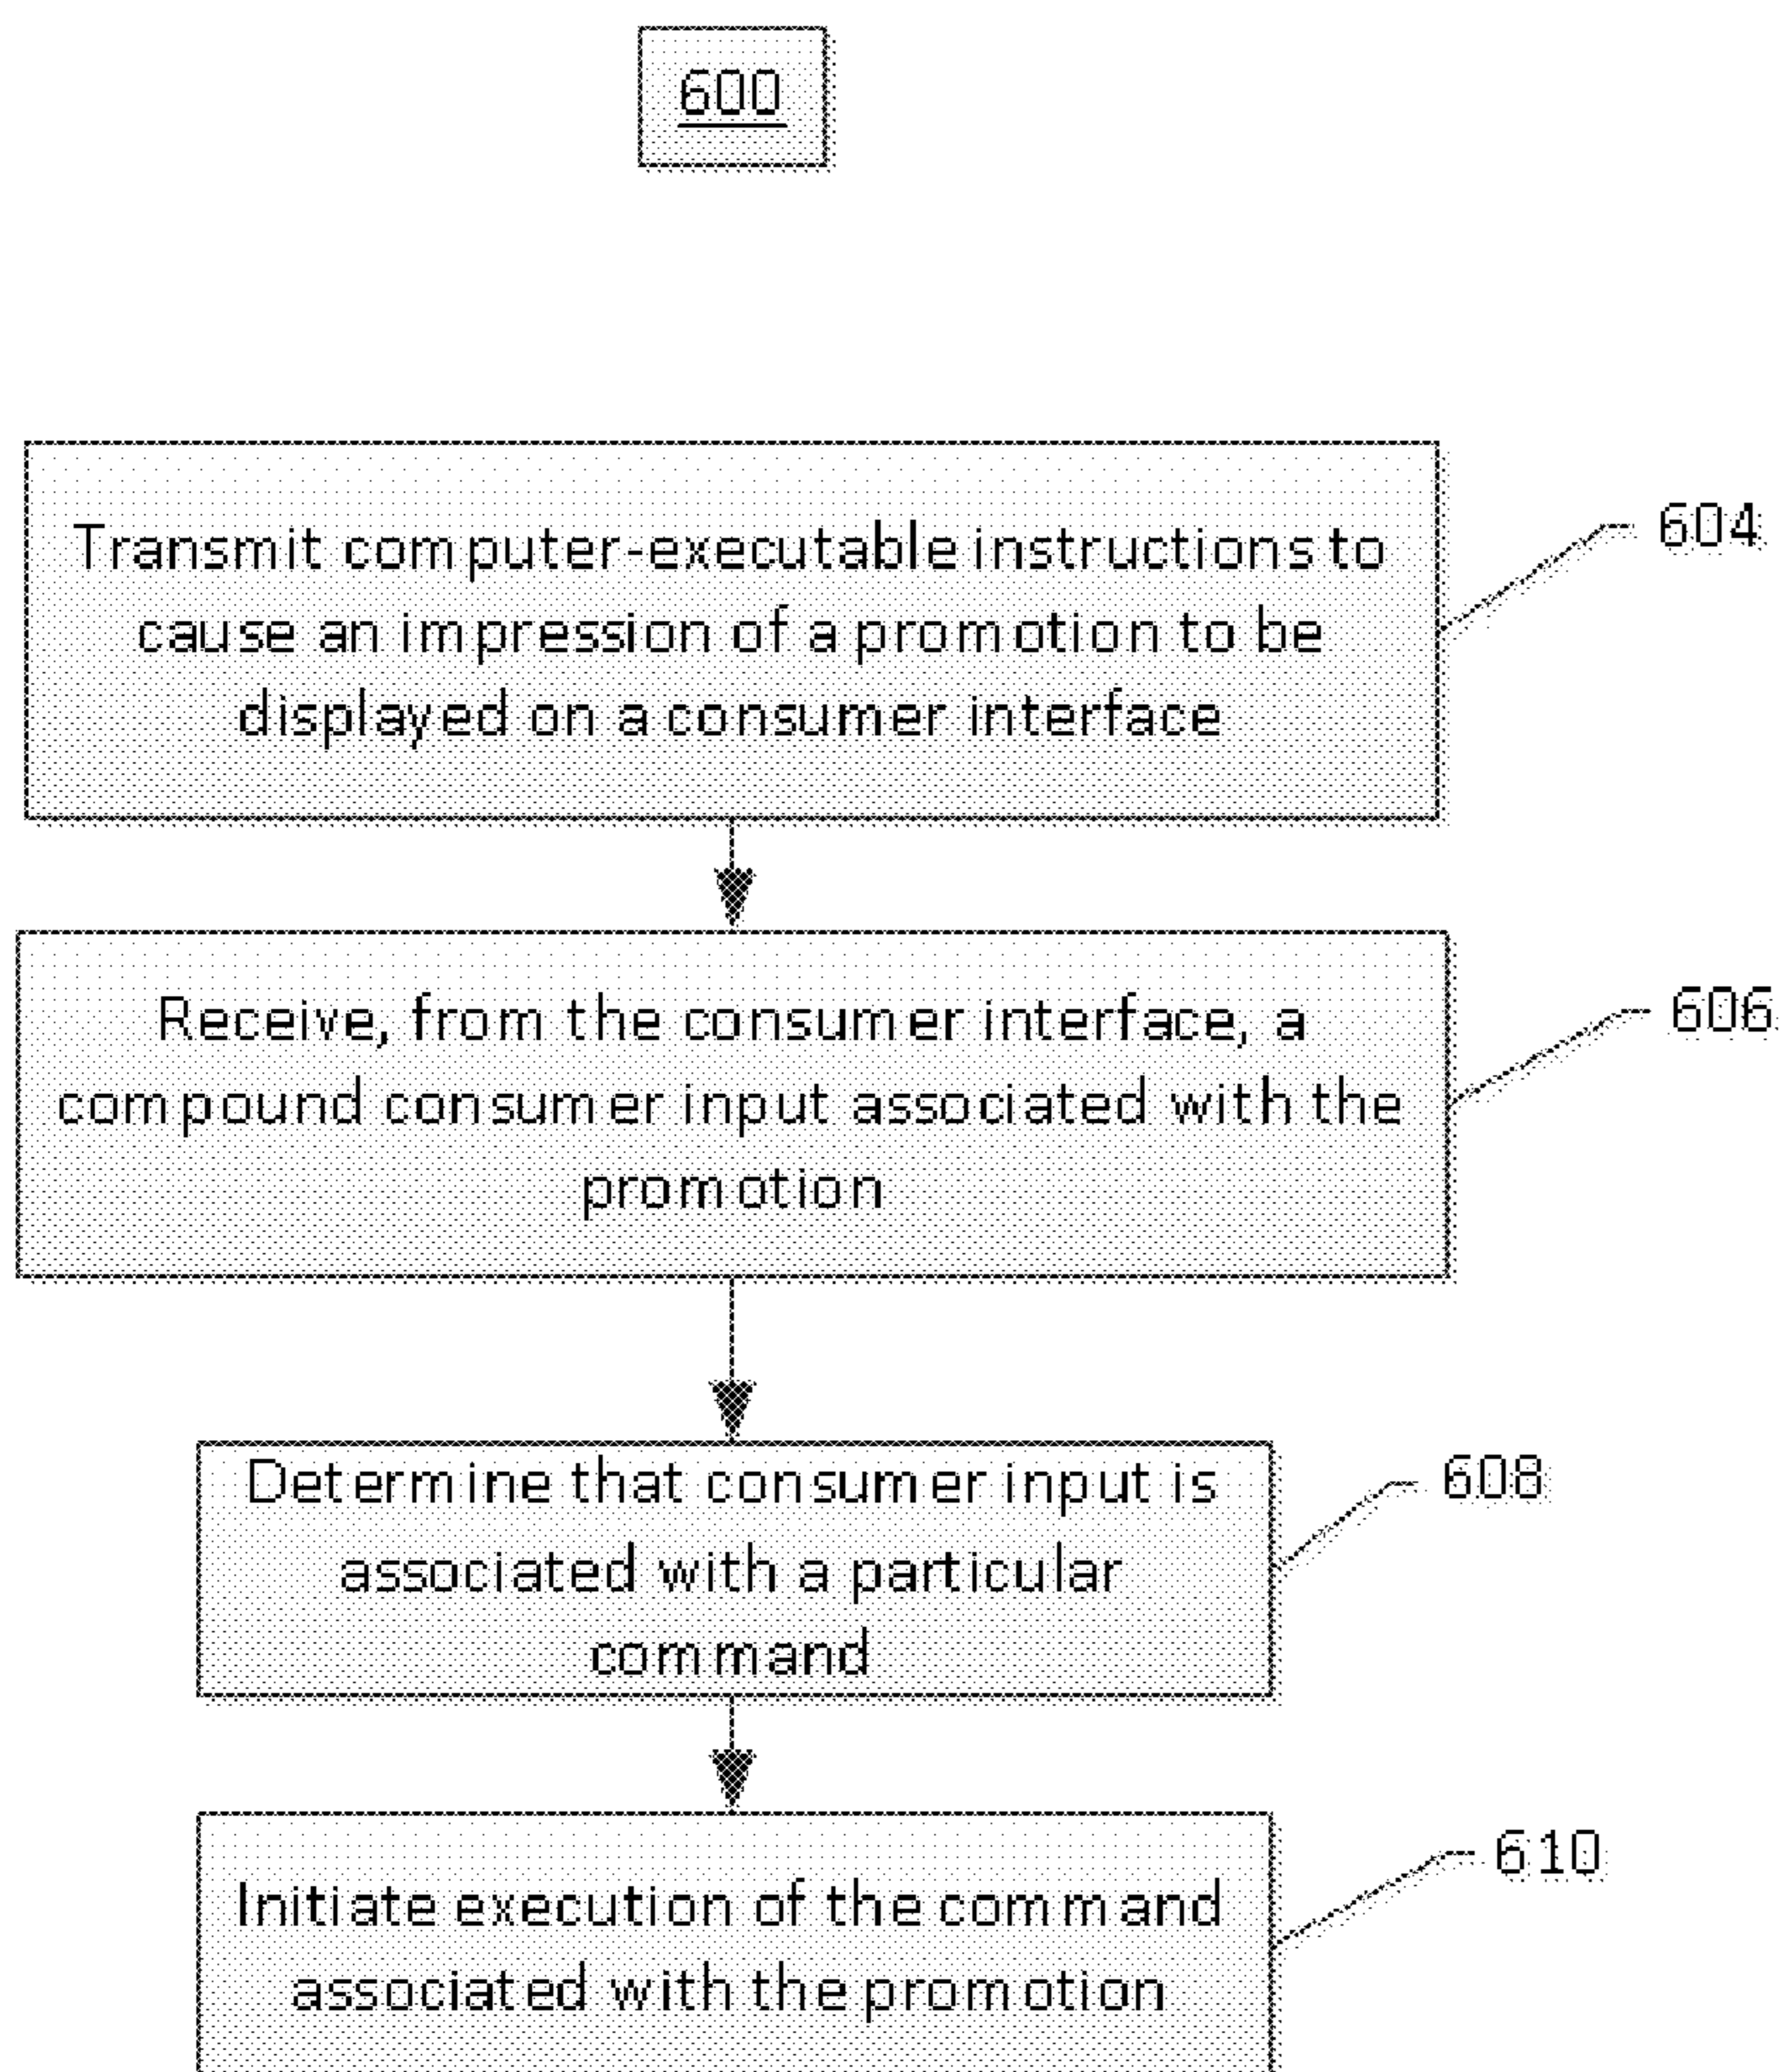 600
Transmit computer-executable instructions to
cause an impression of a promotion to be
displayed on a consumer interface
604
Receive, from the consumer interface, a
compound consumer input associated with the
promotion
606
Determine that consumer input is
associated with a particular
command
608
Initiate execution of the command
associated with the promotion
610